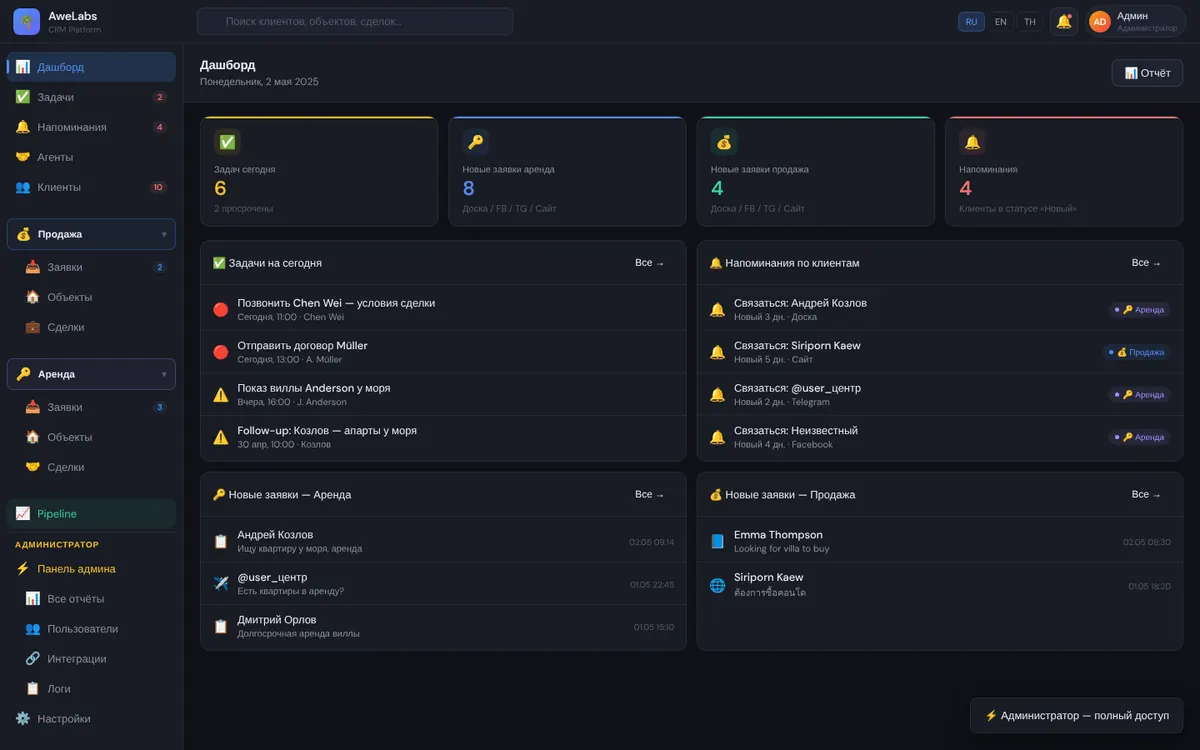 AweLabs
CRM Platform
Поиск клиентов, объектов, сделок...
RU
EN
TH
AD
Админ
Администратор
Дашборд
Задачи
2
Напоминания
4
Агенты
Клиенты
10
Продажа
Заявки
2
Объекты
Сделки
Аренда
Заявки
3
Объекты
Сделки
Pipeline
АДМИНИСТРАТОР
Панель админа
Все отчёты
Пользователи
Интеграции
Логи
Настройки
Дашборд
Понедельник, 2 мая 2025
Отчёт
Задач сегодня
6
2 просрочены
Новые заявки аренда
8
Доска / FB / TG / Сайт
Новые заявки продажа
4
Доска / FB / TG / Сайт
Напоминания
4
Клиенты в статусе «Новый»
Задачи на сегодня
Все →
Позвонить Chen Wei — условия сделки
Сегодня, 11:00 · Chen Wei
Отправить договор Müller
Сегодня, 13:00 · A. Müller
Показ виллы Anderson у моря
Вчера, 16:00 · J. Anderson
Follow-up: Козлов — апарты у моря
30 апр, 10:00 · Козлов
Напоминания по клиентам
Все →
Связаться: Андрей Козлов
Новый 3 дн. · Доска
Аренда
Связаться: Siriporn Kaew
Новый 5 дн. · Сайт
Продажа
Связаться: @user_центр
Новый 2 дн. · Telegram
Аренда
Связаться: Неизвестный
Новый 4 дн. · Facebook
Аренда
Новые заявки — Аренда
Все →
Андрей Козлов
Ищу квартиру у моря, аренда
02.05 09:14
@user_центр
Есть квартиры в аренду?
01.05 22:45
Дмитрий Орлов
Долгосрочная аренда виллы
01.05 15:10
Новые заявки — Продажа
Все →
Emma Thompson
Looking for villa to buy
02.05 08:30
Siriporn Kaew
ต้องการซื้อคอนโด
01.05 18:20
Администратор — полный доступ